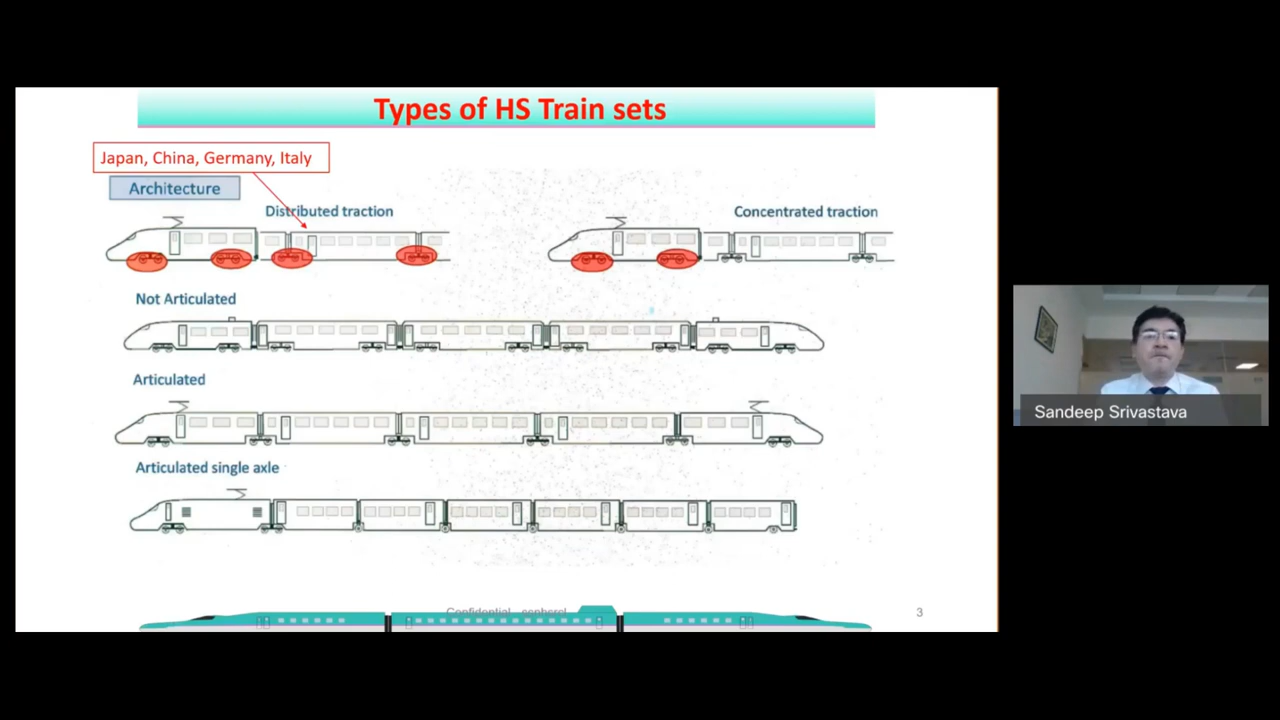 Types of HS Train sets
Japan, China, Germany, Italy
Architecture
Distributed traction
Concentrated traction
Not Articulated
Articulated
Articulated single axle
Sandeep Srivastava
Confidential
3